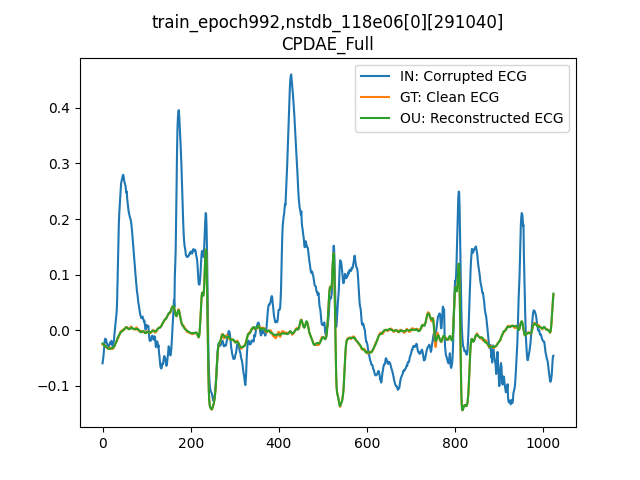 train_epoch992,nstdb_118e06[0][291040]
CPDAE_Full
IN: Corrupted ECG
GT: Clean ECG
OU: Reconstructed ECG
0.4
0.3
0.2
0.1
0.0
−0.1
0 200 400 600 800 1000